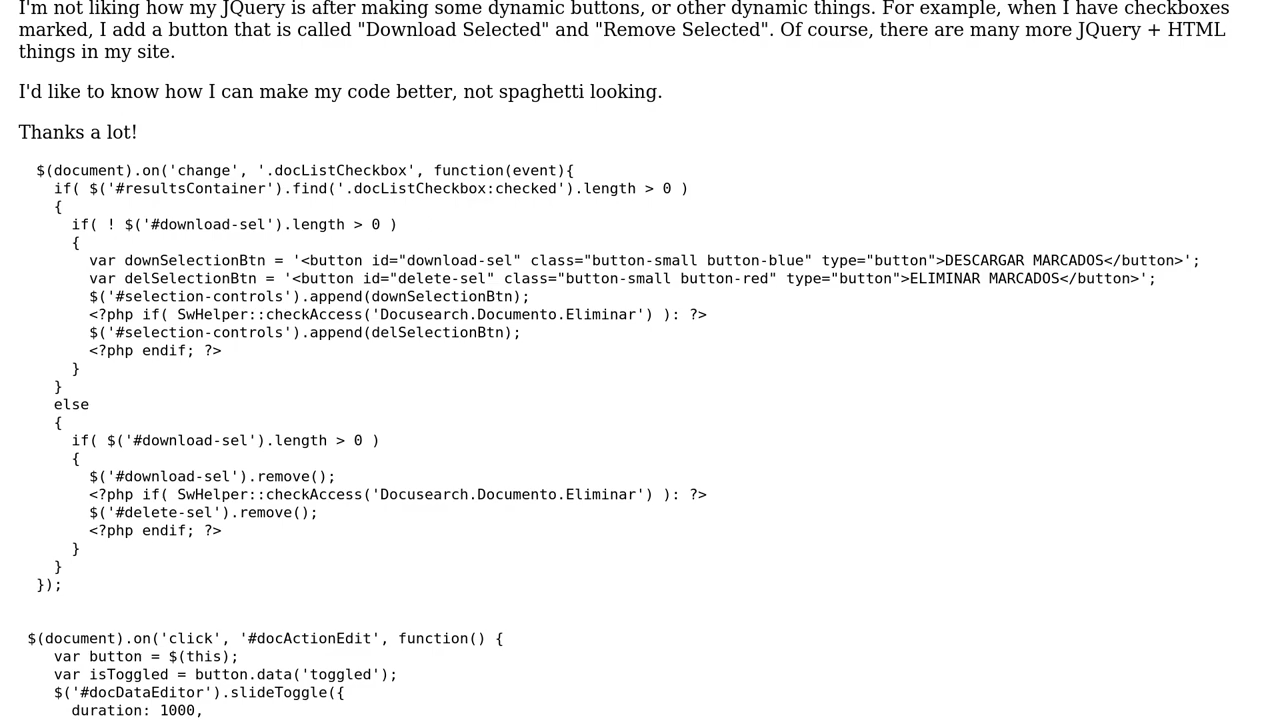 I'm not liking how my JQuery is after making some dynamic buttons, or other dynamic things. For example, when I have checkboxes
marked, I add a button that is called "Download Selected" and "Remove Selected". Of course, there are many more JQuery + HTML
things in my site.
I'd like to know how I can make my code better, not spaghetti looking.
Thanks a lot!
$(document).on('change', '.docListCheckbox', function(event){
if( $('#resultsContainer').find('.docListCheckbox:checked').length > 0 )
{
if( ! $('#download-sel').length > 0 )
{
var downSelectionBtn = '<button id="download-sel" class="button-small button-blue" type="button">DESCARGAR MARCADOS</button>';
var delSelectionBtn = '<button id="delete-sel" class="button-small button-red" type="button">ELIMINAR MARCADOS</button>';
$('#selection-controls').append(downSelectionBtn);
<?php if( SwHelper::checkAccess('Docusearch.Documento.Eliminar') ): ?>
$('#selection-controls').append(delSelectionBtn);
<?php endif; ?>
}
}
else
{
if( $('#download-sel').length > 0 )
{
$('#download-sel').remove();
<?php if( SwHelper::checkAccess('Docusearch.Documento.Eliminar') ): ?>
$('#delete-sel').remove();
<?php endif; ?>
}
}
});
$(document).on('click', '#docActionEdit', function() {
var button = $(this);
var isToggled = button.data('toggled');
$('#docDataEditor').slideToggle({
duration: 1000,